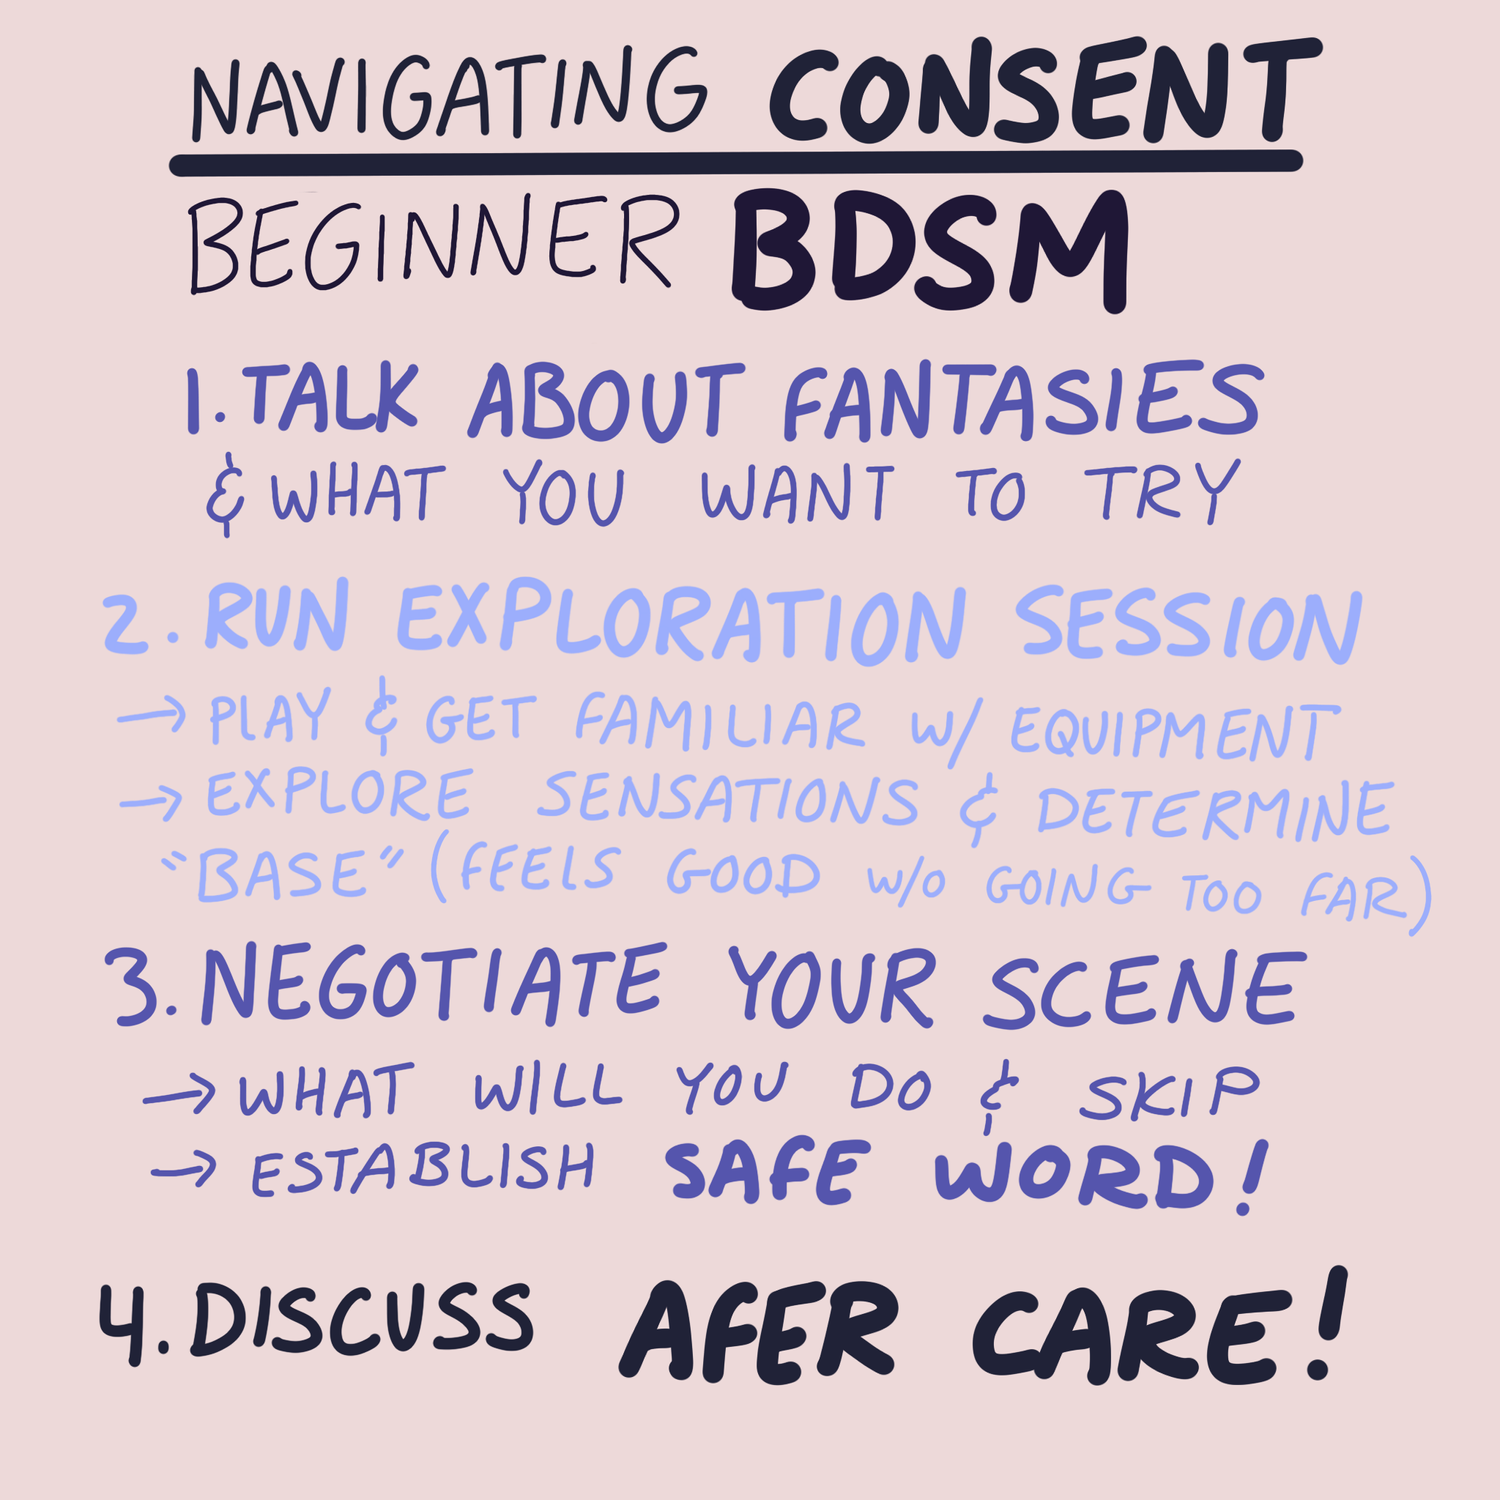 NAVIGATING CONSENT
BEGINNER BDSM
1. TALK ABOUT FANTASIES
& WHAT YOU WANT TO TRY
2. RUN EXPLORATION SESSION
→ PLAY & GET FAMILIAR W/ EQUIPMENT
→ EXPLORE SENSATIONS & DETERMINE
"BASE" (FEELS GOOD W/O GOING TOO FAR)
3. NEGOTIATE YOUR SCENE
→ WHAT WILL YOU DO & SKIP
→ ESTABLISH SAFE WORD!
4. DISCUSS AFER CARE!